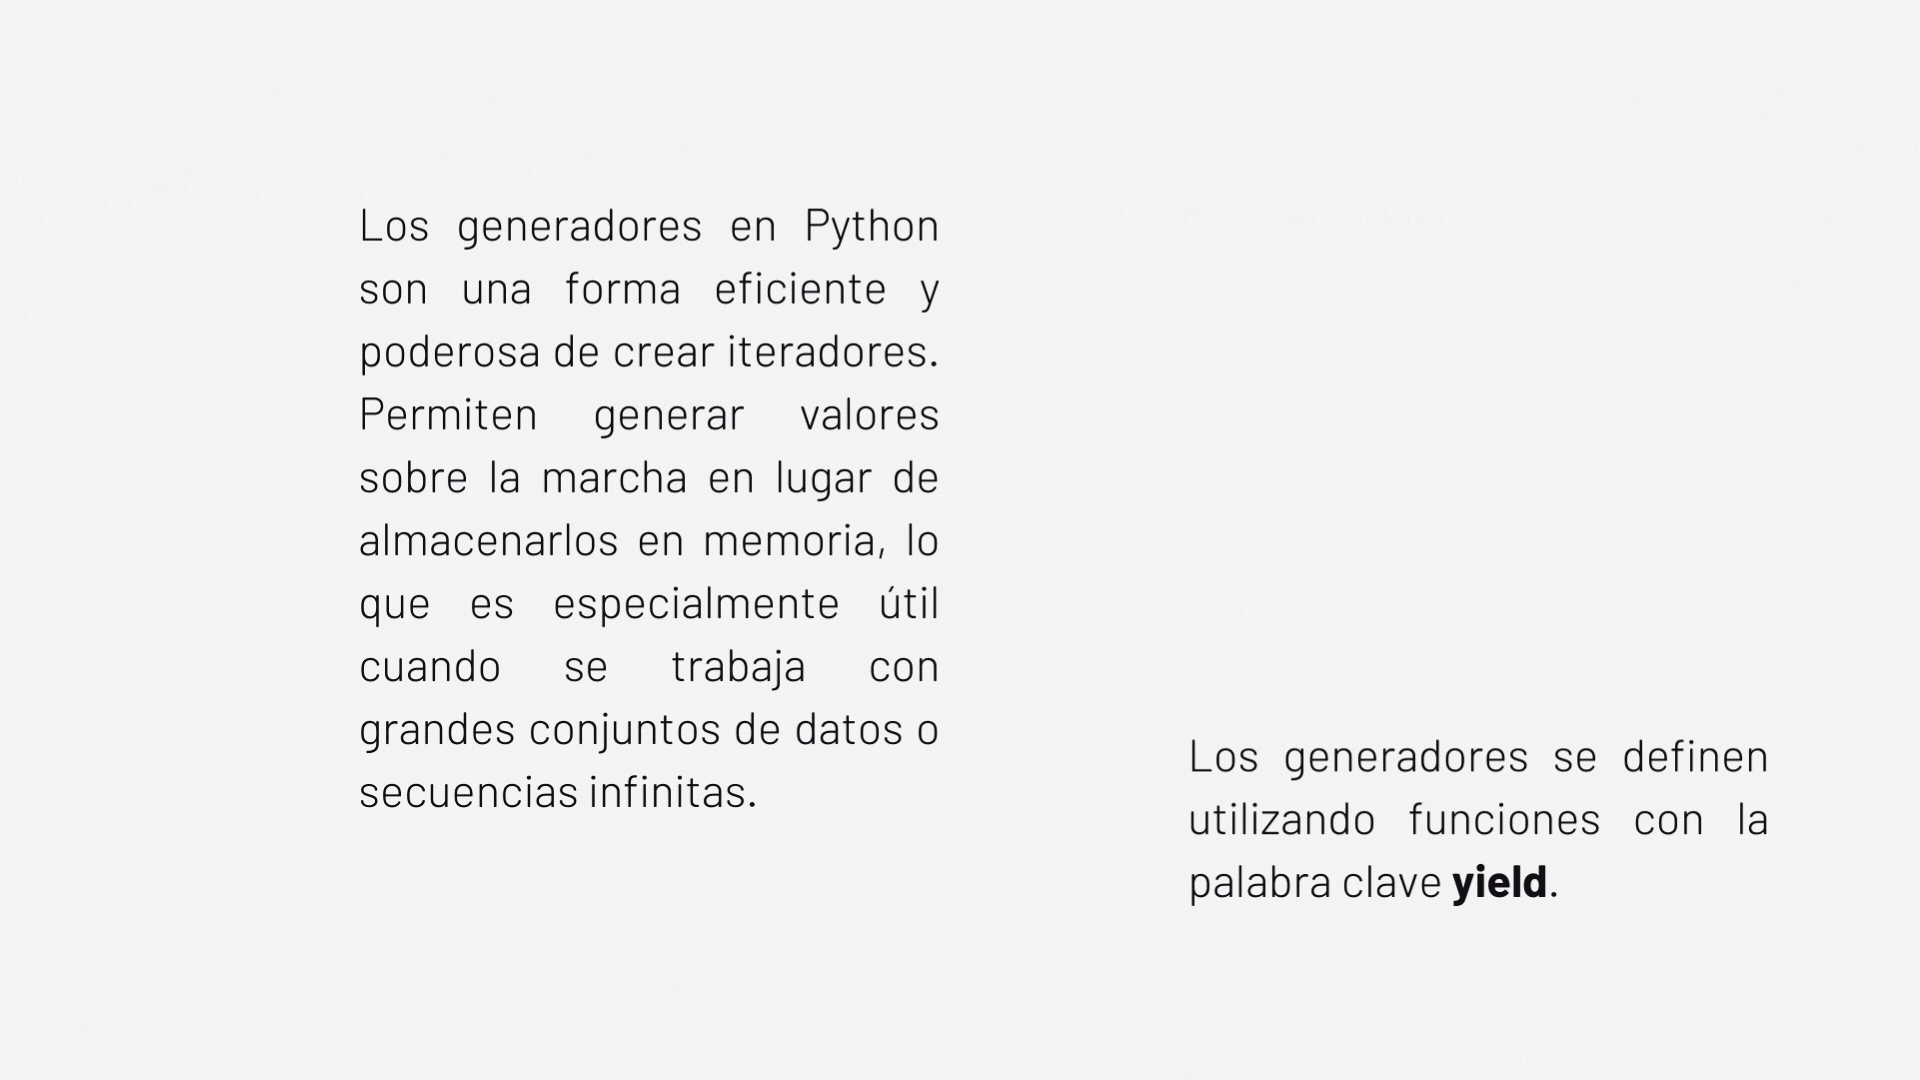 Los generadores en Python
son una forma eficiente y
poderosa de crear iteradores.
Permiten generar valores
sobre la marcha en lugar de
almacenarlos en memoria, lo
que es especialmente útil
cuando se trabaja con
grandes conjuntos de datos o
secuencias infinitas.
Los generadores se definen
utilizando funciones con la
palabra clave yield.